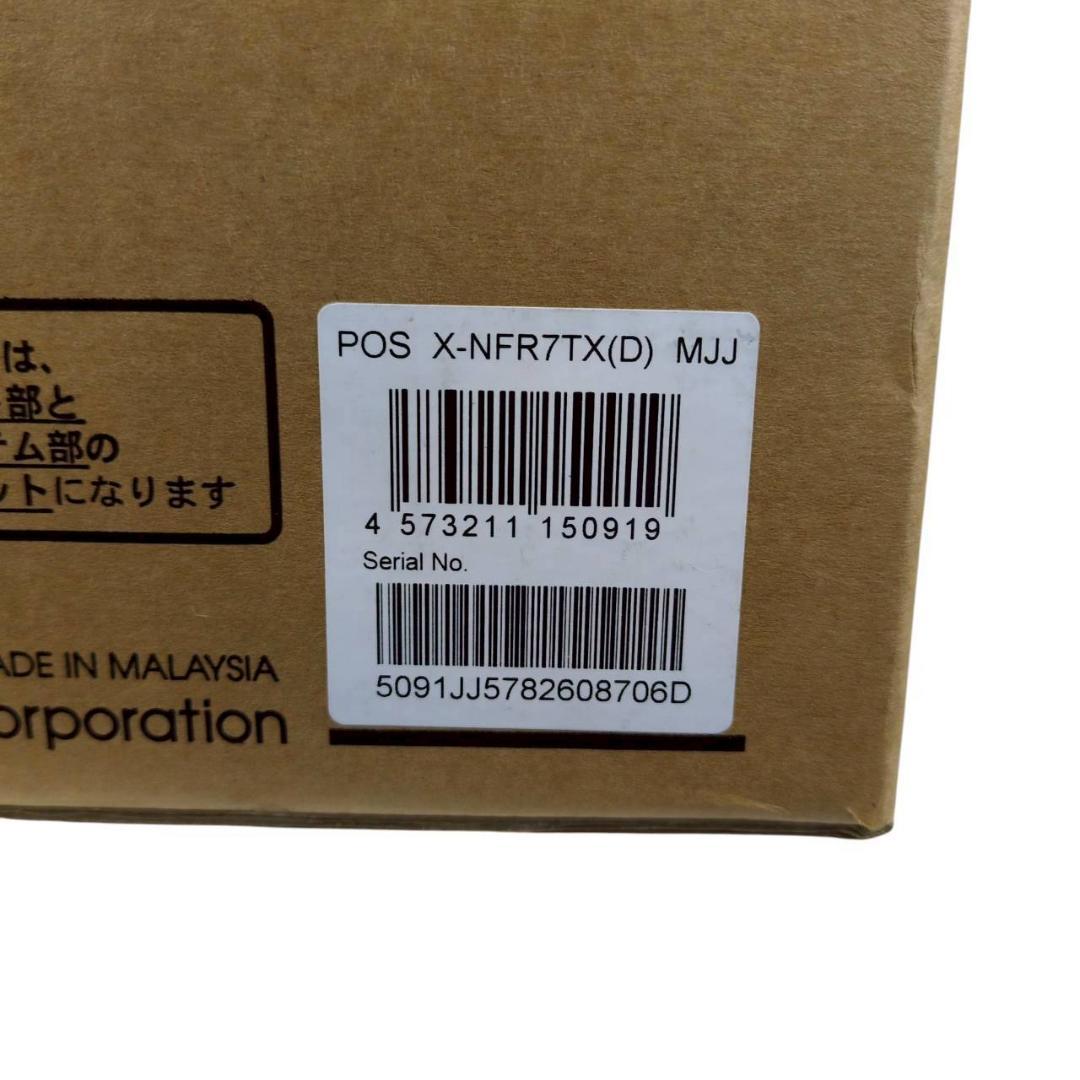 は、
部と
ム部の
ットになります
ADE IN MALAYSIA
orporation
POS X-NFR7TX(D) MJJ
4 573211 150919
Serial No.
5091JJ5782608706D